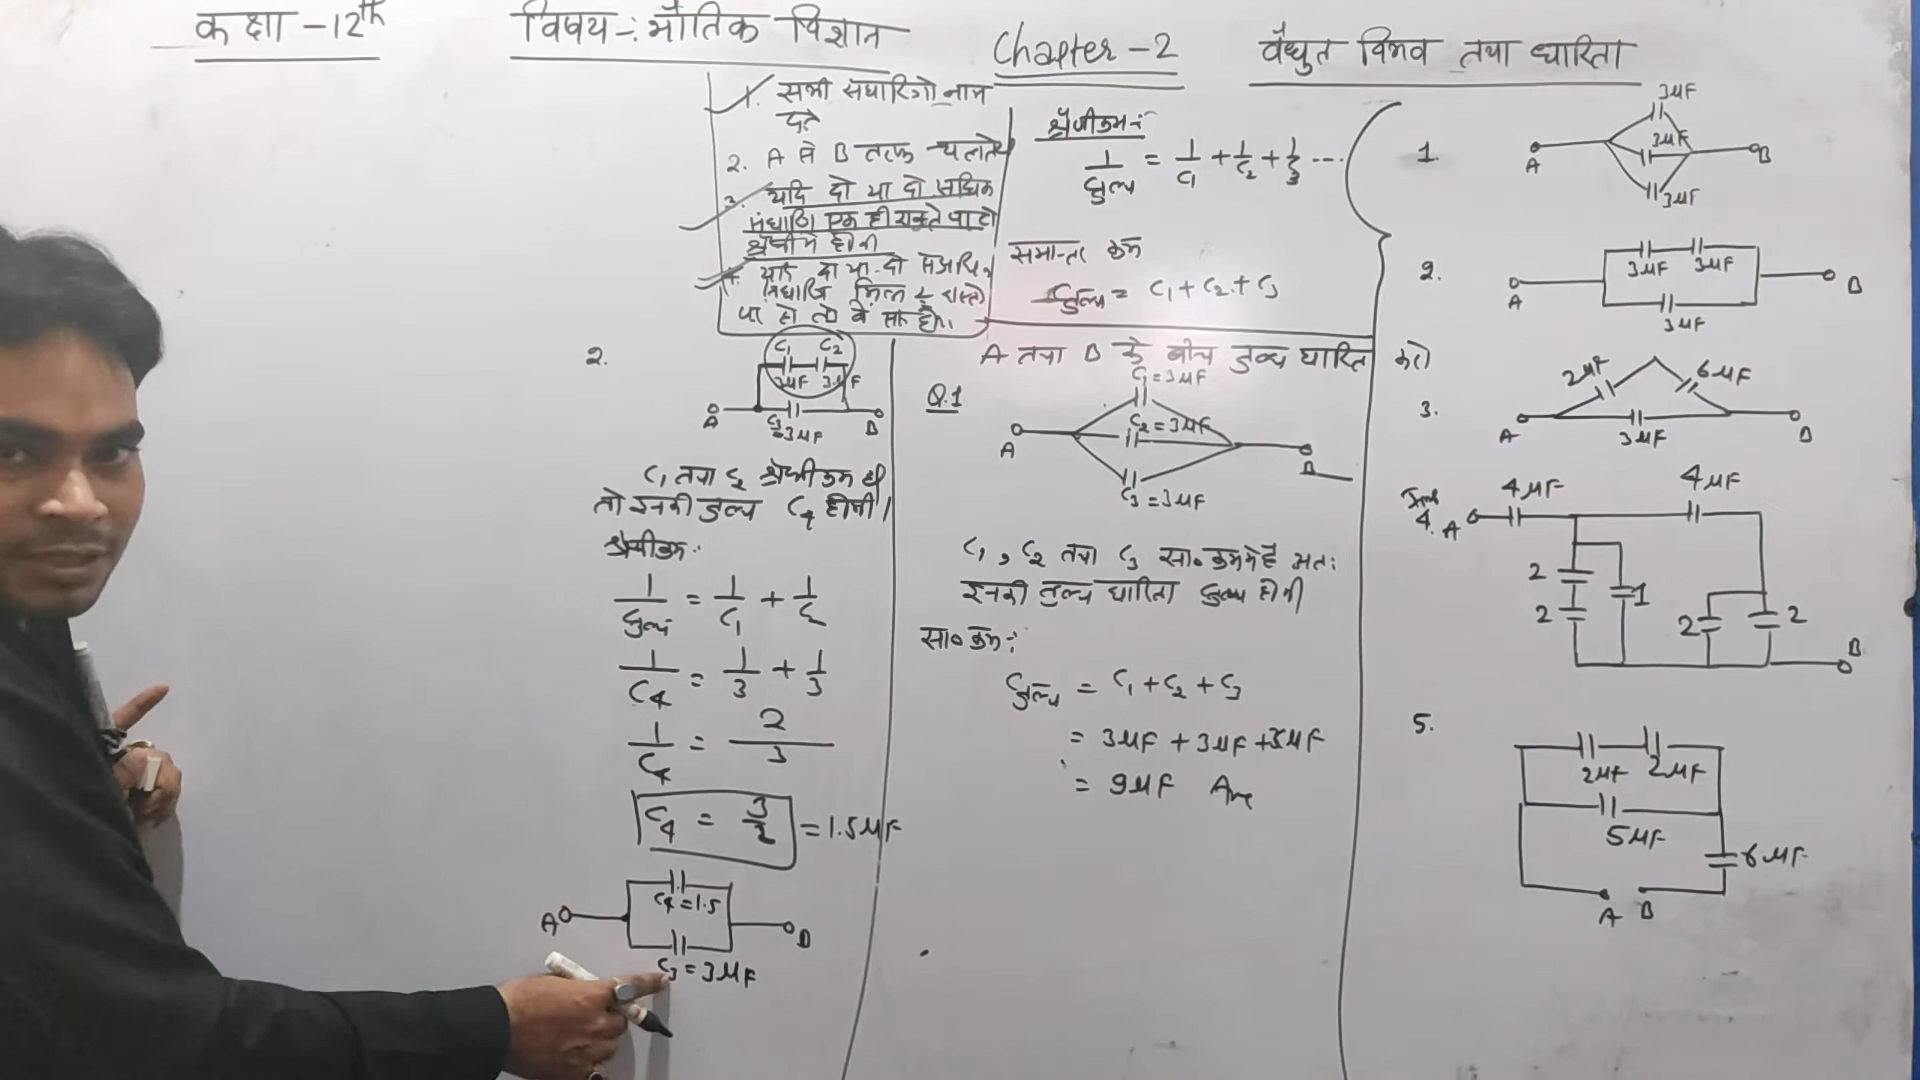 कक्षा - 12th
विषय :- भौतिक विज्ञान
Chapter - 2
वैद्युत विभव तथा धारिता
1. सभी संधारित्रो नाम
देते
2. A से B तरफ चलाते
3. यदि दो या दो से अधिक
संधारित्र एक ही रास्ते पर हो
श्रेणी में होगी
4. यदि दो या दो से अधिक
संधारित्र भिन्न २ रास्तो
पर हो तो वे सा० होगा
श्रेणीक्रम :-
1/Cतुल्य = 1/C1 + 1/C2 + 1/C3 ....
समान्तर क्रम
Cतुल्य = C1 + C2 + C3
A तथा B के बीच तुल्य धारिता करो
2.
C1 C2
3μF 3μF
A B
C3 = 3μF
C1 तथा C2 श्रेणीक्रम है
तो इनकी तुल्य C4 होगी।
श्रेणीक्रम :-
1/Cतुल्य = 1/C1 + 1/C2
1/C4 = 1/3 + 1/3
1/C4 = 2/3
C4 = 3/2 = 1.5μF
C4 = 1.5
A B
C3 = 3μF
Q.1
C1 = 3μF
C2 = 3μF
A B
C3 = 3μF
C1, C2 तथा C3 सा० क्रम में है अतः
इनकी तुल्य धारिता Cतुल्य होगी
सा० क्रम :
Cतुल्य = C1 + C2 + C3
= 3μF + 3μF + 3μF
= 9μF Ans
1.
3μF
3μF
A B
3μF
2.
3μF 3μF
A B
3μF
3.
2μF 6μF
A B
3μF
4.
4μF 4μF
A
2 1
2 2 2
B
5.
2μF 2μF
5μF
6μF
A B